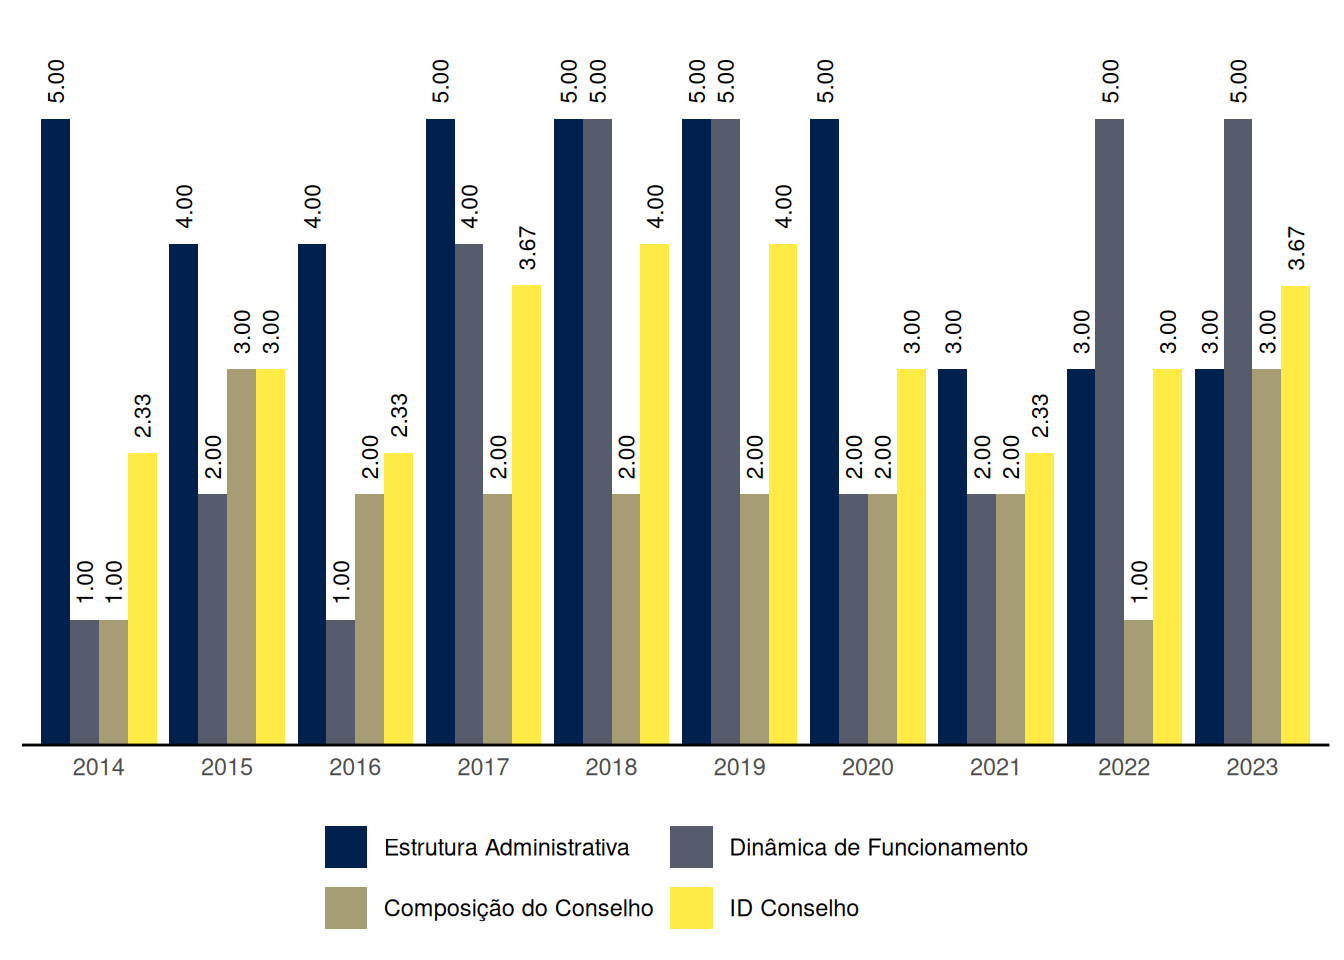 5.00 5.00 5.00 5.00 5.00 5.00 5.00 5.00 5.00
4.00 4.00 4.00 4.00 4.00
3.67 3.67
3.00 3.00 3.00 3.00 3.00 3.00 3.00 3.00
2.33 2.33 2.33
2.00 2.00 2.00 2.00 2.00 2.00 2.00 2.00 2.00
1.00 1.00 1.00 1.00
2014 2015 2016 2017 2018 2019 2020 2021 2022 2023
Estrutura Administrativa Dinâmica de Funcionamento
Composição do Conselho ID Conselho